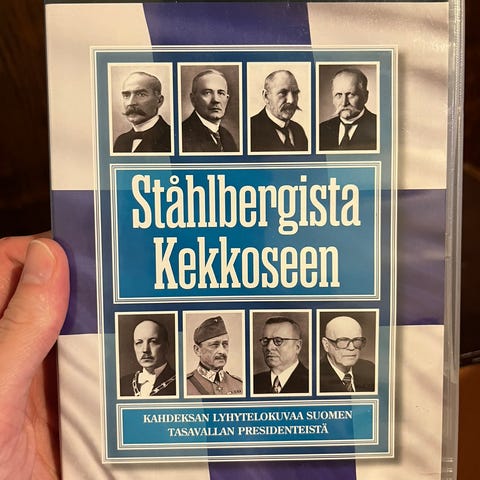 Ståhlbergista
Kekkoseen
KAHDEKSAN LYHYTELOKUVAA SUOMEN
TASAVALLAN PRESIDENTEISTÄ